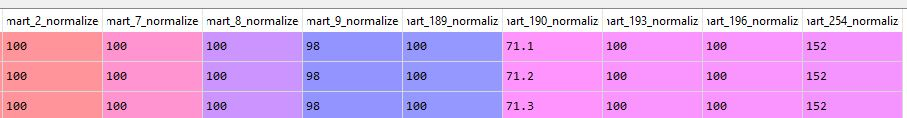 mart_2_normalize mart_7_normalize mart_8_normalize mart_9_normalize nart_189_normaliz nart_190_normaliz nart_193_normaliz nart_196_normaliz nart_254_normaliz
100 100 100 98 100 71.1 100 100 152
100 100 100 98 100 71.2 100 100 152
100 100 100 98 100 71.3 100 100 152